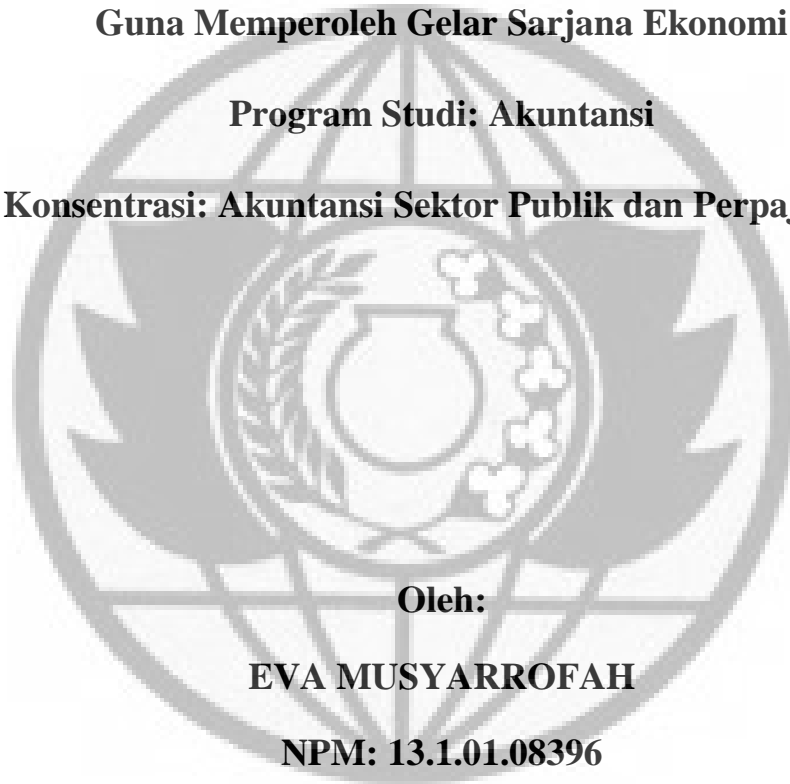 Guna Memperoleh Gelar Sarjana Ekonomi
Program Studi: Akuntansi
Konsentrasi: Akuntansi Sektor Publik dan
Oleh:
EVA MUSYARROFAH
NPM: 13.1.01.08396